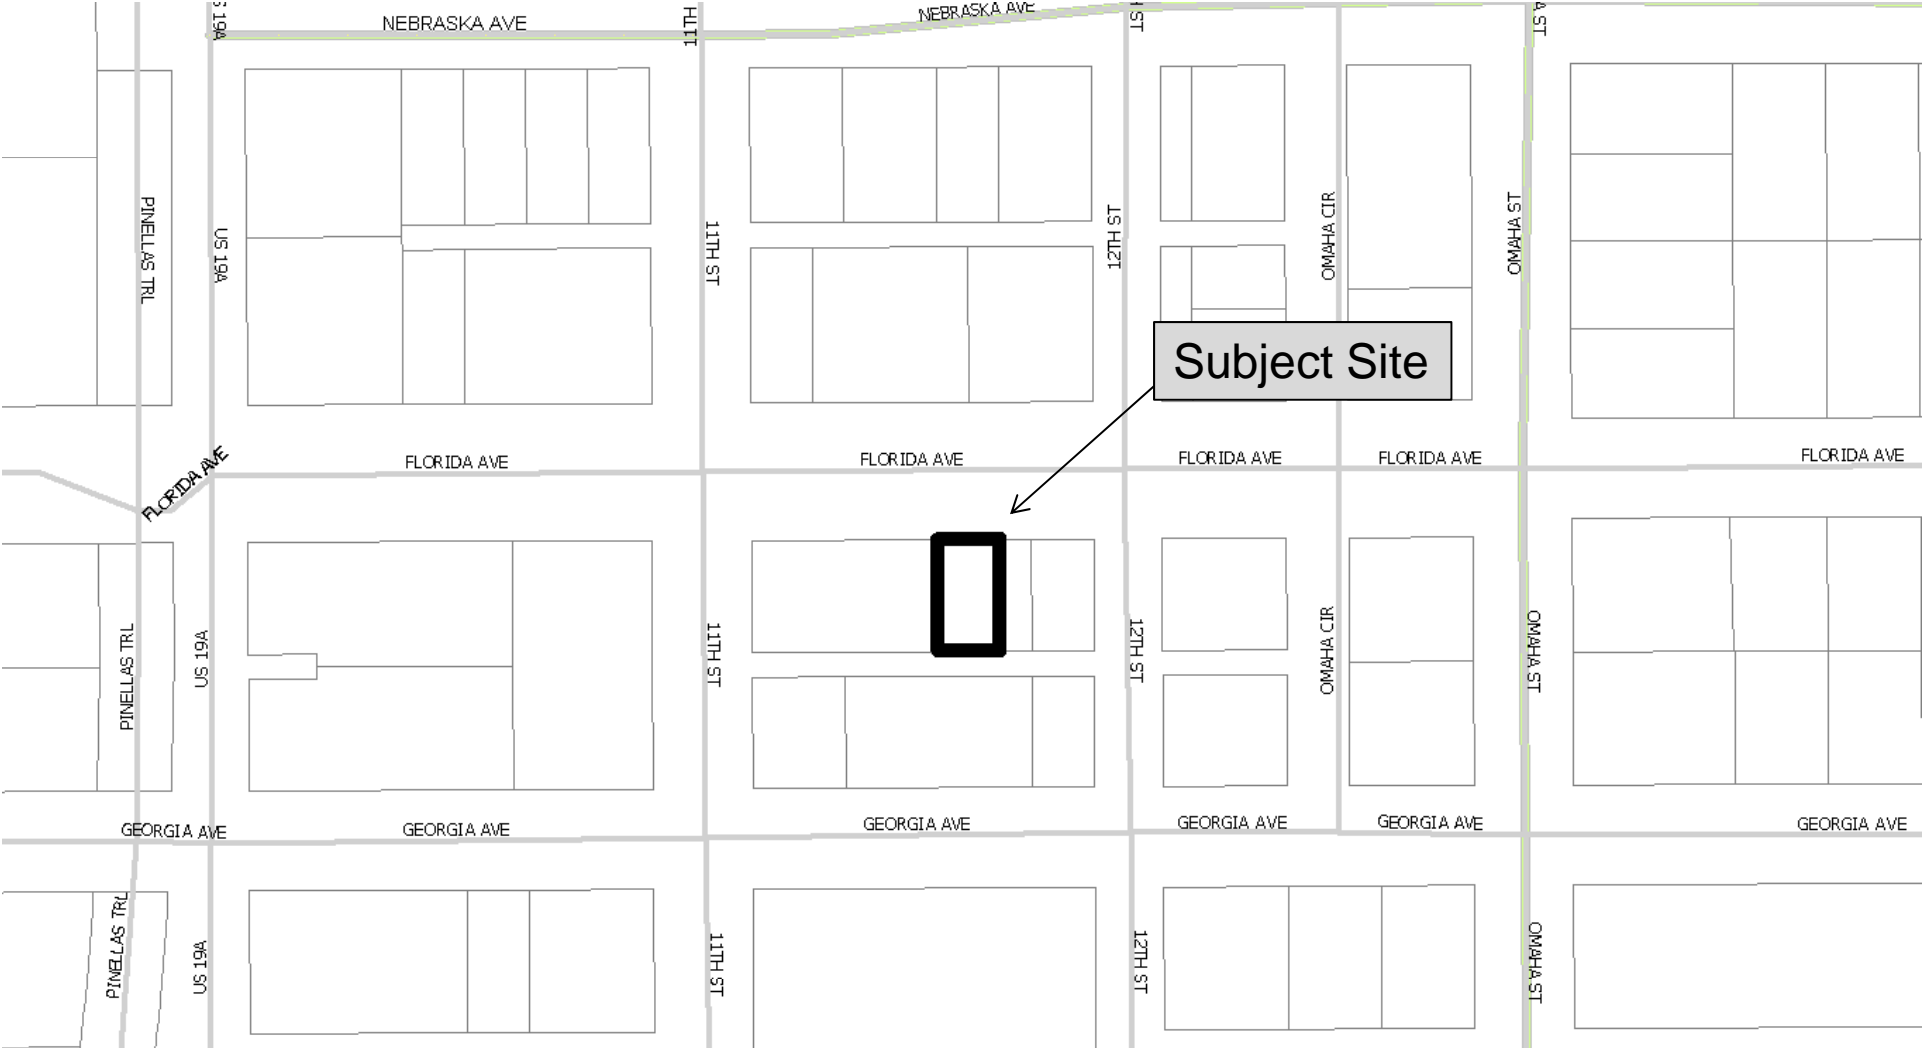 S 19A
NEBRASKA AVE
11TH
NEBRASKA AVE
ST
A ST
PINELLAS TRL
US 19A
11TH ST
12TH ST
OMAHA CIR
OMAHA ST
Subject Site
FLORIDA AVE
FLORIDA AVE
FLORIDA AVE
FLORIDA AVE
FLORIDA AVE
FLORIDA AVE
PINELLAS TRL
US 19A
11TH ST
12TH ST
OMAHA CIR
OMAHA ST
GEORGIA AVE
GEORGIA AVE
GEORGIA AVE
GEORGIA AVE
GEORGIA AVE
GEORGIA AVE
PINELLAS TRL
US 19A
11TH ST
12TH ST
OMAHA ST